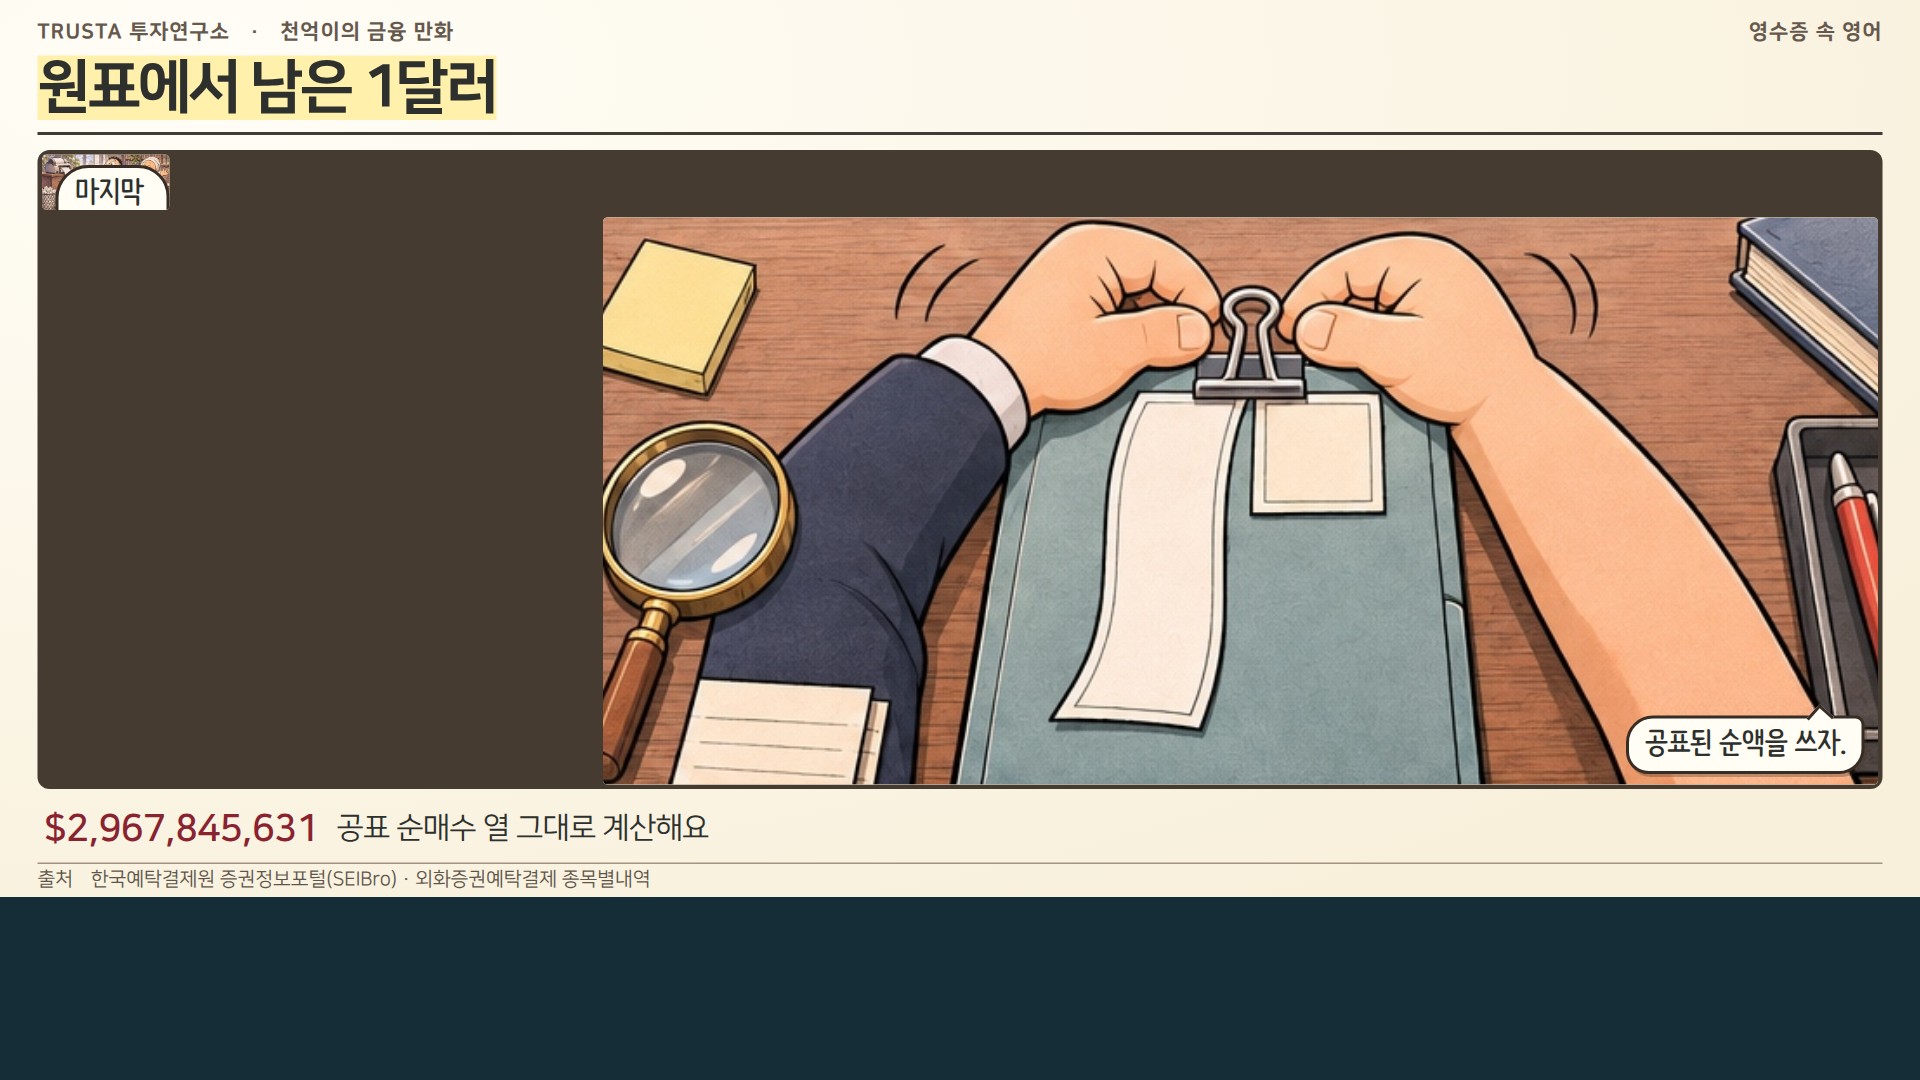 TRUSTA 투자연구소 · 천억이의 금융 만화
영수증 속 영어
원표에서 남은 1달러
마지막
공표된 순액을 쓰자.
$2,967,845,631 공표 순매수 열 그대로 계산해요
출처 한국예탁결제원 증권정보포털(SEIBro) · 외화증권예탁결제 종목별내역